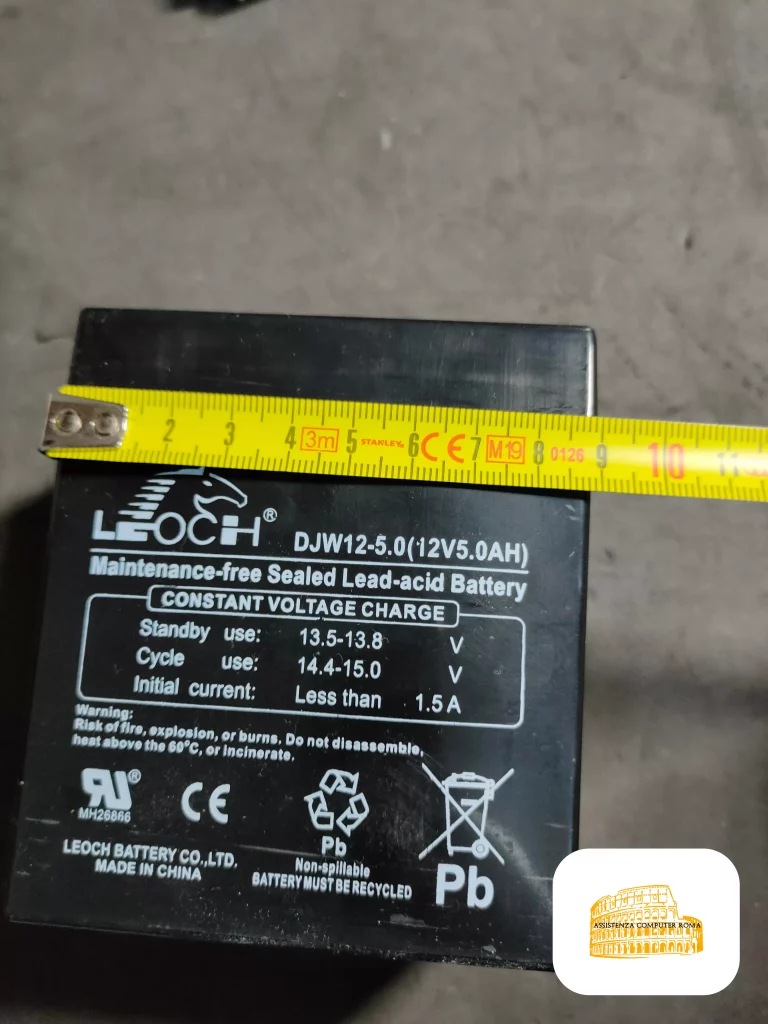 2 3 4 3m 5 STANLEY 6 CE 7 M19 8 0126 9 10 11
LEOCH®
DJW12-5.0(12V5.0AH)
Maintenance-free Sealed Lead-acid Battery
CONSTANT VOLTAGE CHARGE
Standby use: 13.5-13.8 V
Cycle use: 14.4-15.0 V
Initial current: Less than 1.5A
Warning:
Risk of fire, explosion, or burns. Do not disassemble,
heat above the 60°C, or incinerate.
RU®
MH26866
CE
Pb
LEOCH BATTERY CO.,LTD.
MADE IN CHINA
Non-spillable
BATTERY MUST BE RECYCLED
Pb
ASSISTENZA COMPUTER ROMA